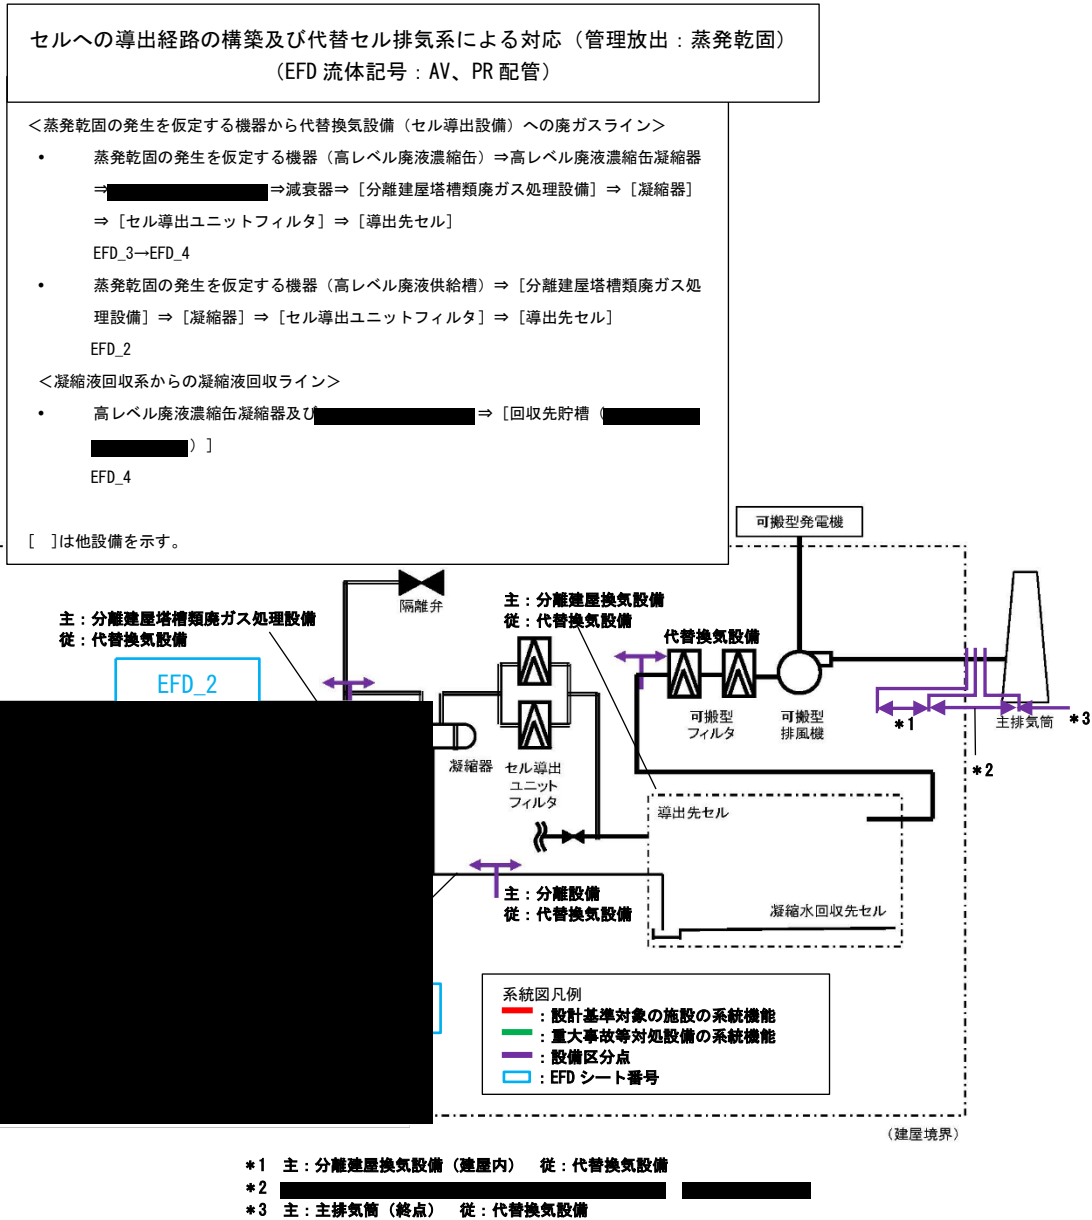 セルへの導出経路の構築及び代替セル排気系による対応（管理放出：蒸発乾固）
（EFD 流体記号：AV、PR 配管）
＜蒸発乾固の発生を仮定する機器から代替換気設備（セル導出設備）への廃ガスライン＞
• 蒸発乾固の発生を仮定する機器（高レベル廃液濃縮缶）⇒高レベル廃液濃縮缶凝縮器
⇒ ⇒減衰器⇒［分離建屋塔槽類廃ガス処理設備］⇒［凝縮器］
⇒［セル導出ユニットフィルタ］⇒［導出先セル］
EFD_3→EFD_4
• 蒸発乾固の発生を仮定する機器（高レベル廃液供給槽）⇒［分離建屋塔槽類廃ガス処
理設備］⇒［凝縮器］⇒［セル導出ユニットフィルタ］⇒［導出先セル］
EFD_2
＜凝縮液回収系からの凝縮液回収ライン＞
• 高レベル廃液濃縮缶凝縮器及び ⇒［回収先貯槽（
）］
EFD_4
［　］は他設備を示す。
可搬型発電機
隔離弁
主：分離建屋塔槽類廃ガス処理設備
従：代替換気設備
主：分離建屋換気設備
従：代替換気設備
代替換気設備
EFD_2
可搬型
フィルタ
可搬型
排風機
＊1
主排気筒
＊3
＊2
凝縮器
セル導出
ユニット
フィルタ
導出先セル
主：分離設備
従：代替換気設備
凝縮水回収先セル
系統図凡例
：設計基準対象の施設の系統機能
：重大事故等対処設備の系統機能
：設備区分点
：EFD シート番号
（建屋境界）
＊1　主：分離建屋換気設備（建屋内）　従：代替換気設備
＊2
＊3　主：主排気筒（終点）　従：代替換気設備